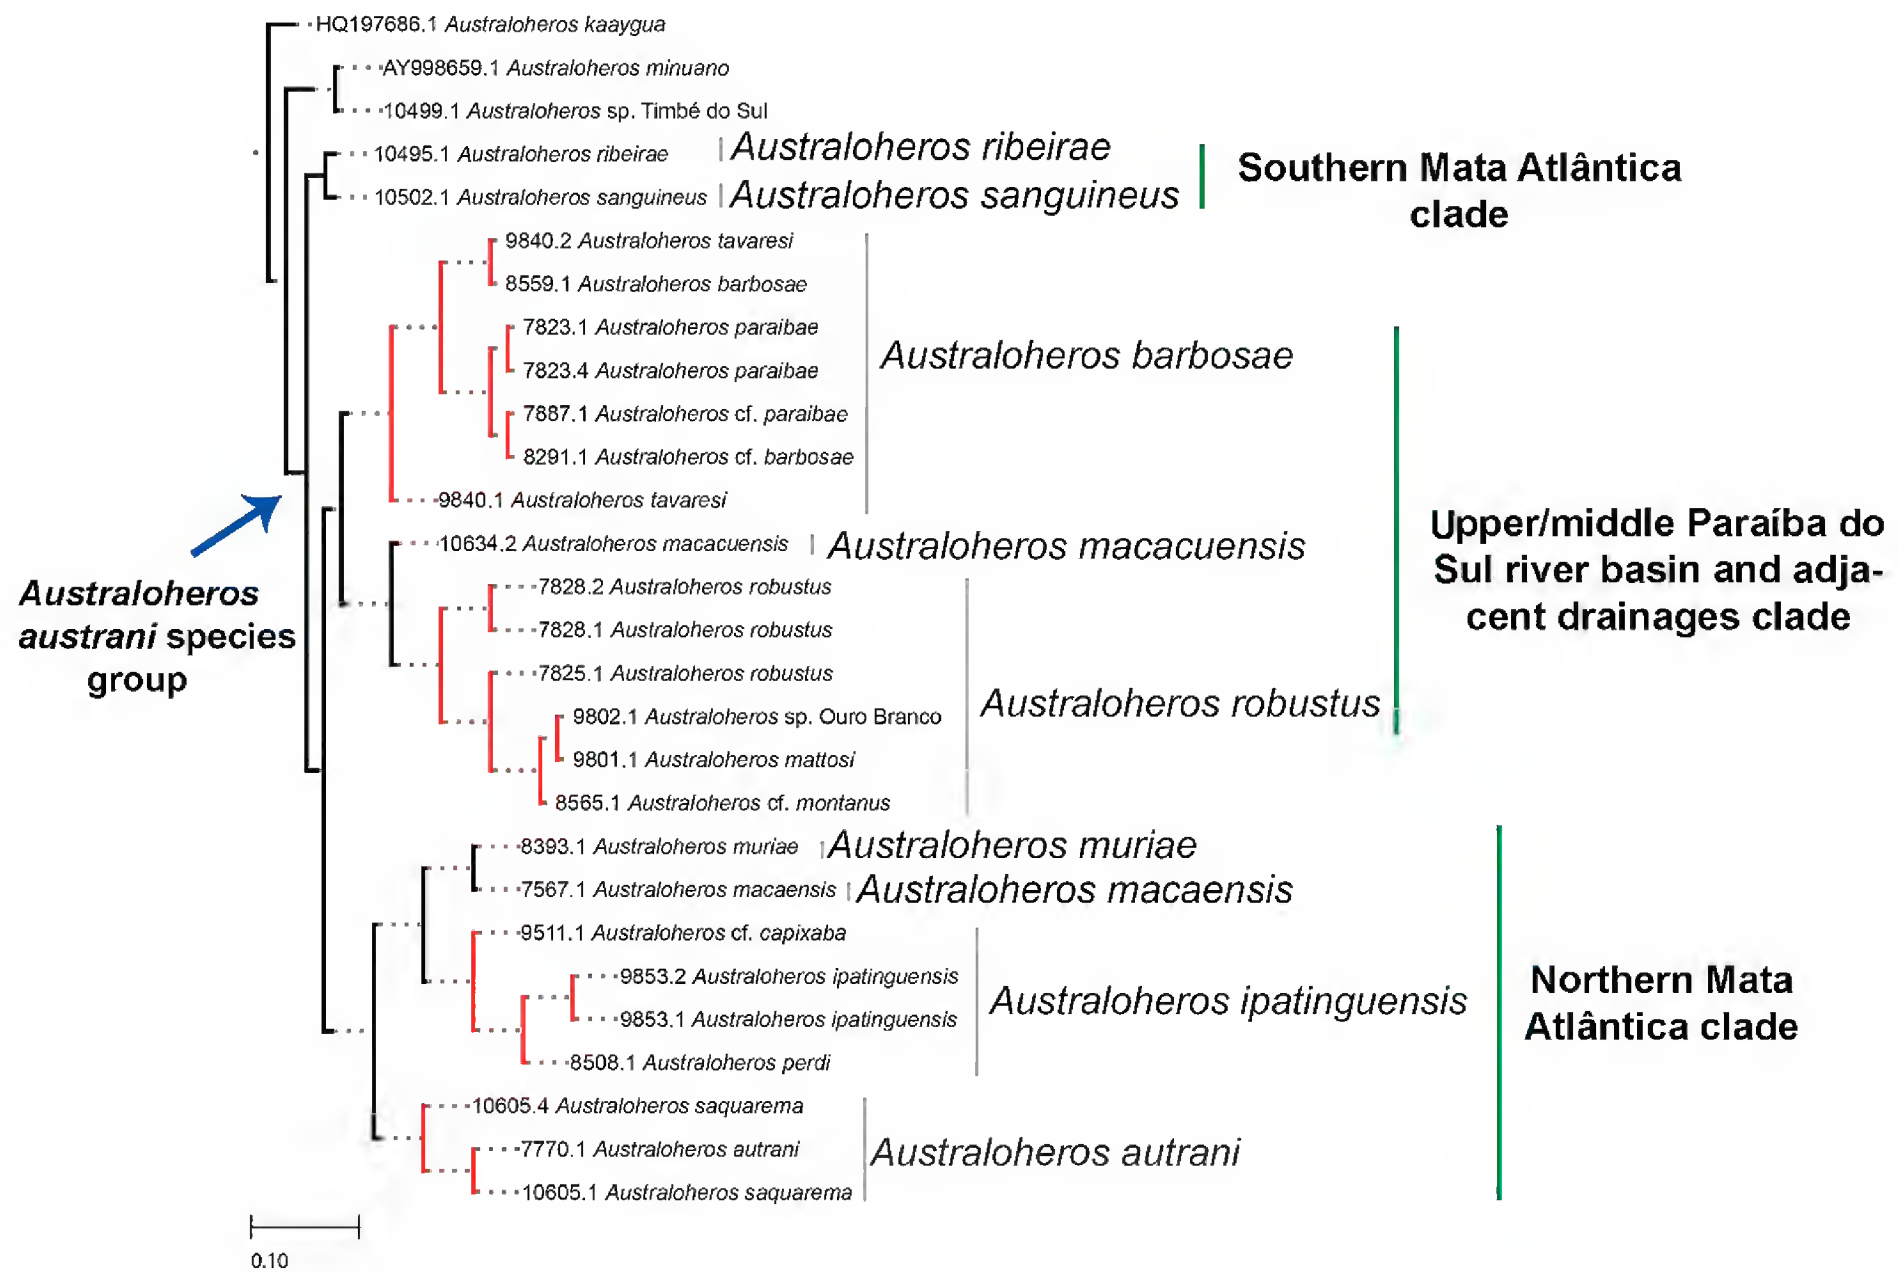 HQ197686.1 Australoheros kaaygua
AY998659.1 Australoheros minuano
10499.1 Australoheros sp. Timbé do Sul
10495.1 Australoheros ribeirae
Australoheros ribeirae
10502.1 Australoheros sanguineus
Australoheros sanguineus
Southern Mata Atlântica
clade
9840.2 Australoheros tavaresi
8559.1 Australoheros barbosae
7823.1 Australoheros paraibae
7823.4 Australoheros paraibae
7887.1 Australoheros cf. paraibae
8291.1 Australoheros cf. barbosae
9840.1 Australoheros tavaresi
Australoheros barbosae
10634.2 Australoheros macacuensis
Australoheros macacuensis
7828.2 Australoheros robustus
7828.1 Australoheros robustus
7825.1 Australoheros robustus
9802.1 Australoheros sp. Ouro Branco
9801.1 Australoheros mattosi
8565.1 Australoheros cf. montanus
Australoheros robustus
Upper/middle Paraíba do
Sul river basin and adja-
cent drainages clade
Australoheros
austrani species
group
8393.1 Australoheros muriae
Australoheros muriae
7567.1 Australoheros macaensis
Australoheros macaensis
9511.1 Australoheros cf. capixaba
9853.2 Australoheros ipatinguensis
9853.1 Australoheros ipatinguensis
8508.1 Australoheros perdi
Australoheros ipatinguensis
10605.4 Australoheros saquarema
7770.1 Australoheros autrani
10605.1 Australoheros saquarema
Australoheros autrani
Northern Mata
Atlântica clade
0.10